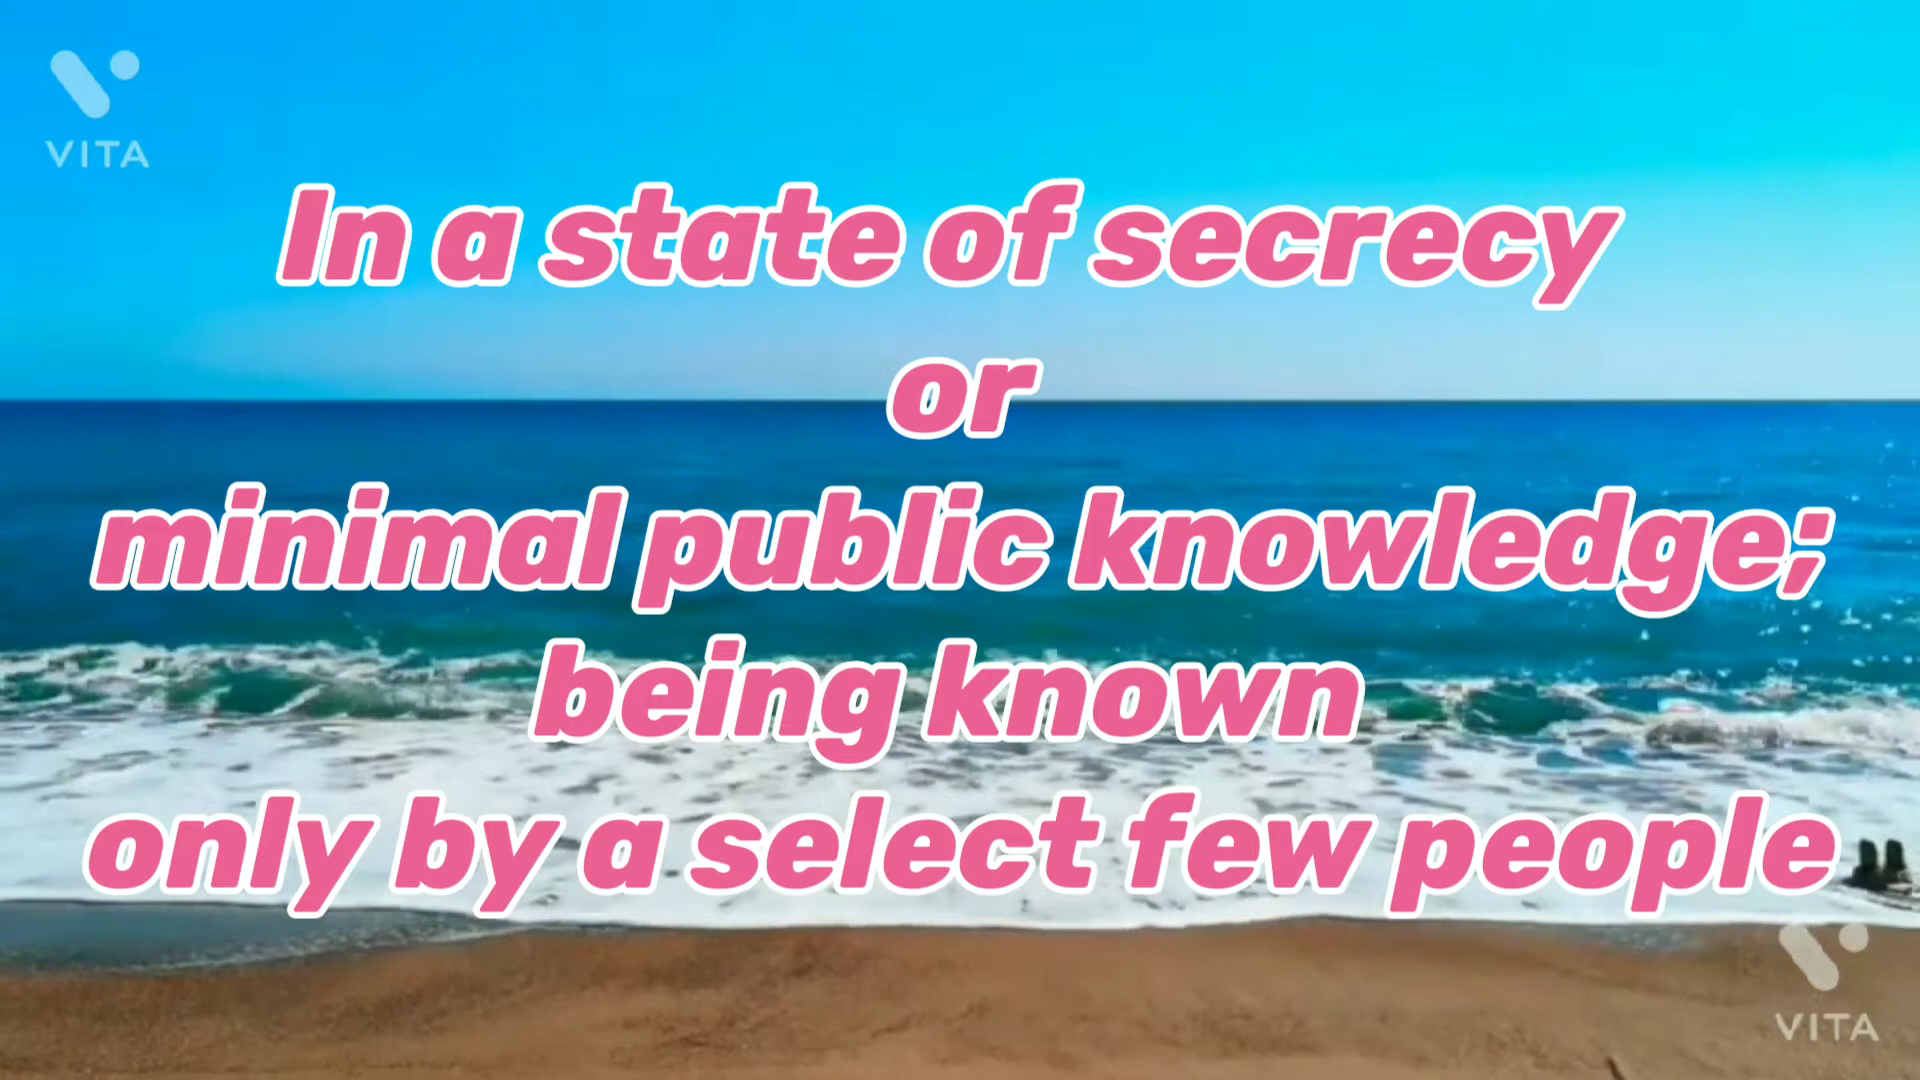 VITA
In a state of secrecy
or
minimal public knowledge;
being known
only by a select few people
VITA